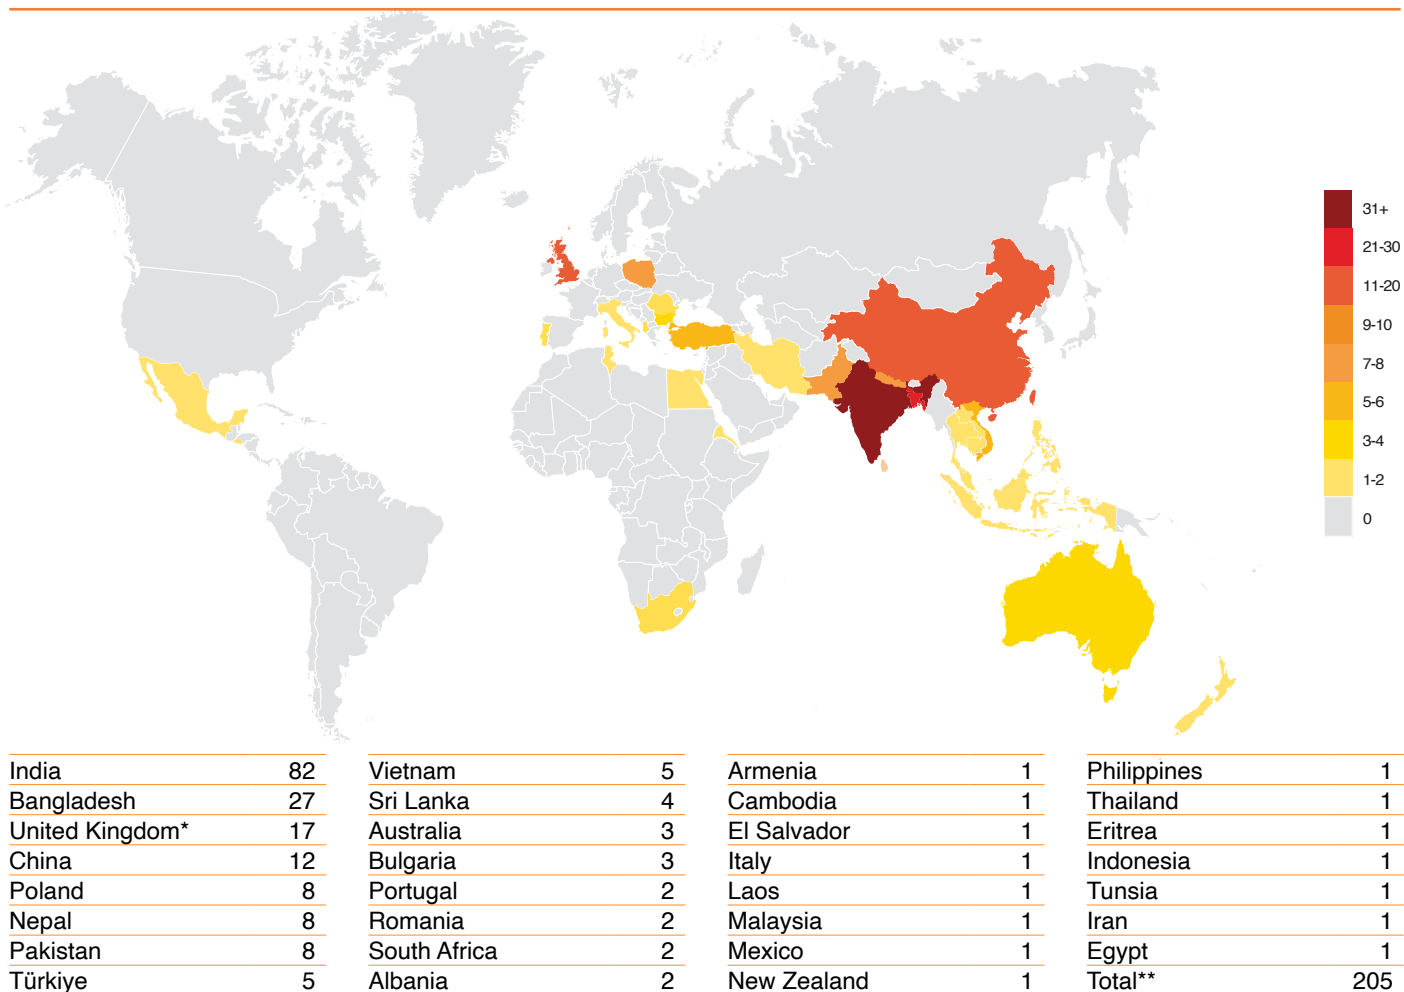 31+
21-30
11-20
9-10
7-8
5-6
3-4
1-2
0
India 82
Bangladesh 27
United Kingdom* 17
China 12
Poland 8
Nepal 8
Pakistan 8
Türkiye 5
Vietnam 5
Sri Lanka 4
Australia 3
Bulgaria 3
Portugal 2
Romania 2
South Africa 2
Albania 2
Armenia 1
Cambodia 1
El Salvador 1
Italy 1
Laos 1
Malaysia 1
Mexico 1
New Zealand 1
Philippines 1
Thailand 1
Eritrea 1
Indonesia 1
Tunsia 1
Iran 1
Egypt 1
Total** 205